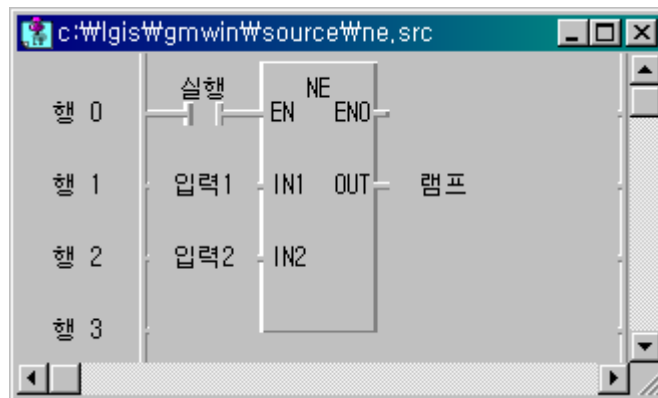 c:₩lgis₩gmwin₩source₩ne,src
실행
NE
행 0
EN ENO
행 1 입력1 IN1 OUT 램프
행 2 입력2 IN2
행 3